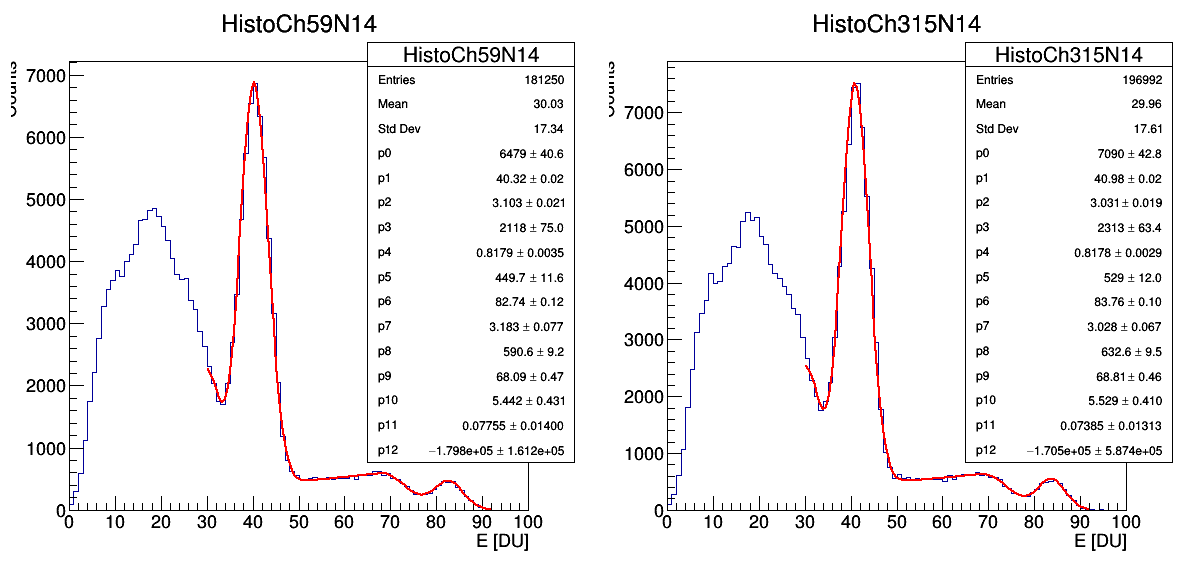 HistoCh59N14
HistoCh59N14
Entries 181250
Mean 30.03
Std Dev 17.34
p0 6479 ± 40.6
p1 40.32 ± 0.02
p2 3.103 ± 0.021
p3 2118 ± 75.0
p4 0.8179 ± 0.0035
p5 449.7 ± 11.6
p6 82.74 ± 0.12
p7 3.183 ± 0.077
p8 590.6 ± 9.2
p9 68.09 ± 0.47
p10 5.442 ± 0.431
p11 0.07755 ± 0.01400
p12 −1.798e+05 ± 1.612e+05
7000
6000
5000
4000
3000
2000
1000
0
0 10 20 30 40 50 60 70 80 90 100
E [DU]
HistoCh315N14
HistoCh315N14
Entries 196992
Mean 29.96
Std Dev 17.61
p0 7090 ± 42.8
p1 40.98 ± 0.02
p2 3.031 ± 0.019
p3 2313 ± 63.4
p4 0.8178 ± 0.0029
p5 529 ± 12.0
p6 83.76 ± 0.10
p7 3.028 ± 0.067
p8 632.6 ± 9.5
p9 68.81 ± 0.46
p10 5.529 ± 0.410
p11 0.07385 ± 0.01313
p12 −1.705e+05 ± 5.874e+05
7000
6000
5000
4000
3000
2000
1000
0
0 10 20 30 40 50 60 70 80 90 100
E [DU]